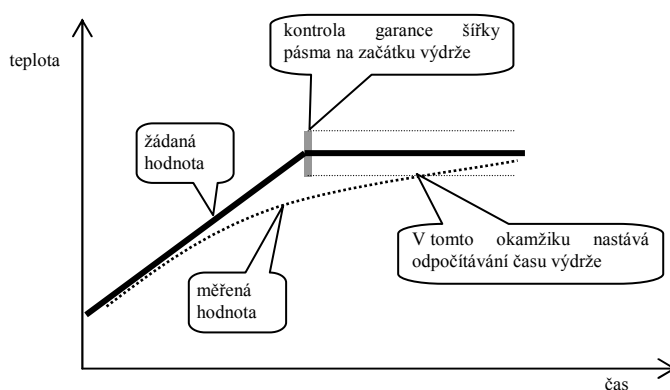 teplota
kontrola garance šířky
pásma na začátku výdrže
žádaná
hodnota
V tomto okamžiku nastává
odpočítávání času výdrže
měřená
hodnota
čas